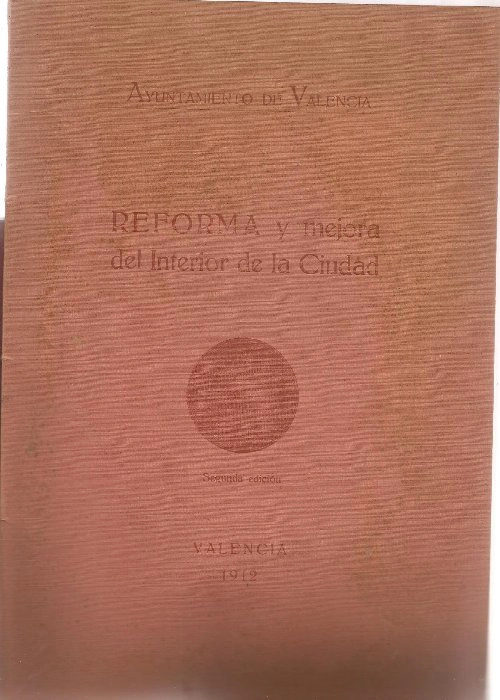 AYUNTAMIENTO DE VALENCIA
REFORMA y mejora
del Interior de la Ciudad
Segunda edición
VALENCIA
1912